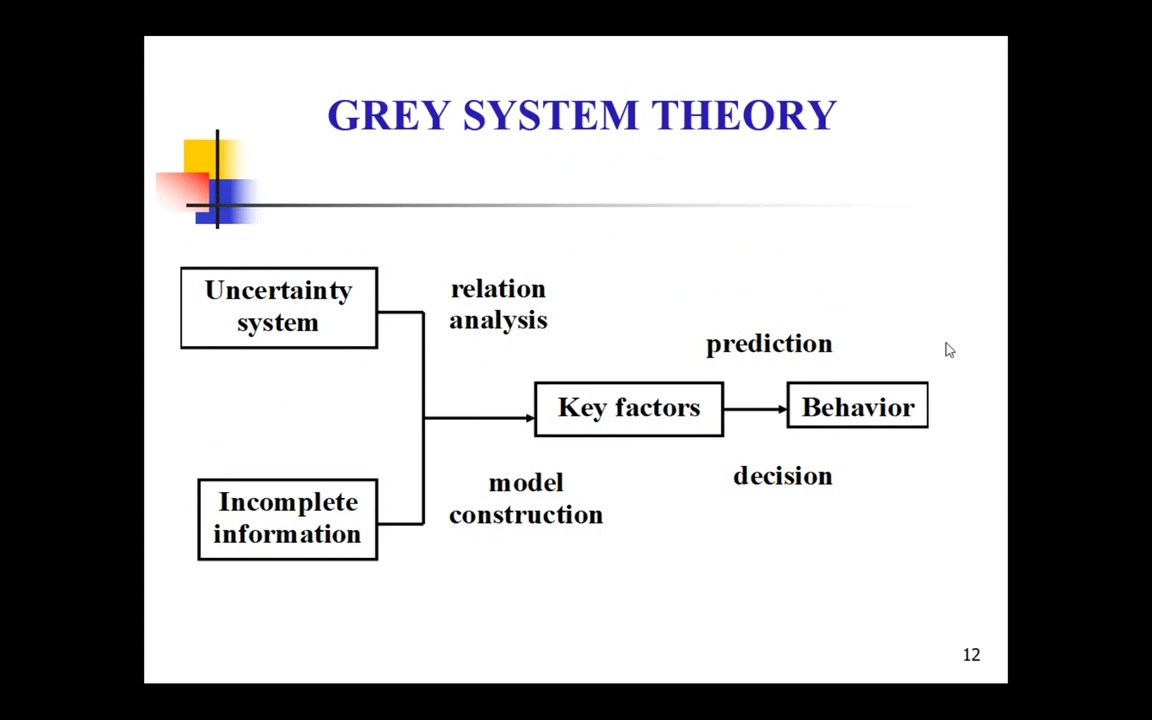 GREY SYSTEM THEORY
Uncertainty
system
relation
analysis
prediction
Key factors
Behavior
decision
Incomplete
information
model
construction
12